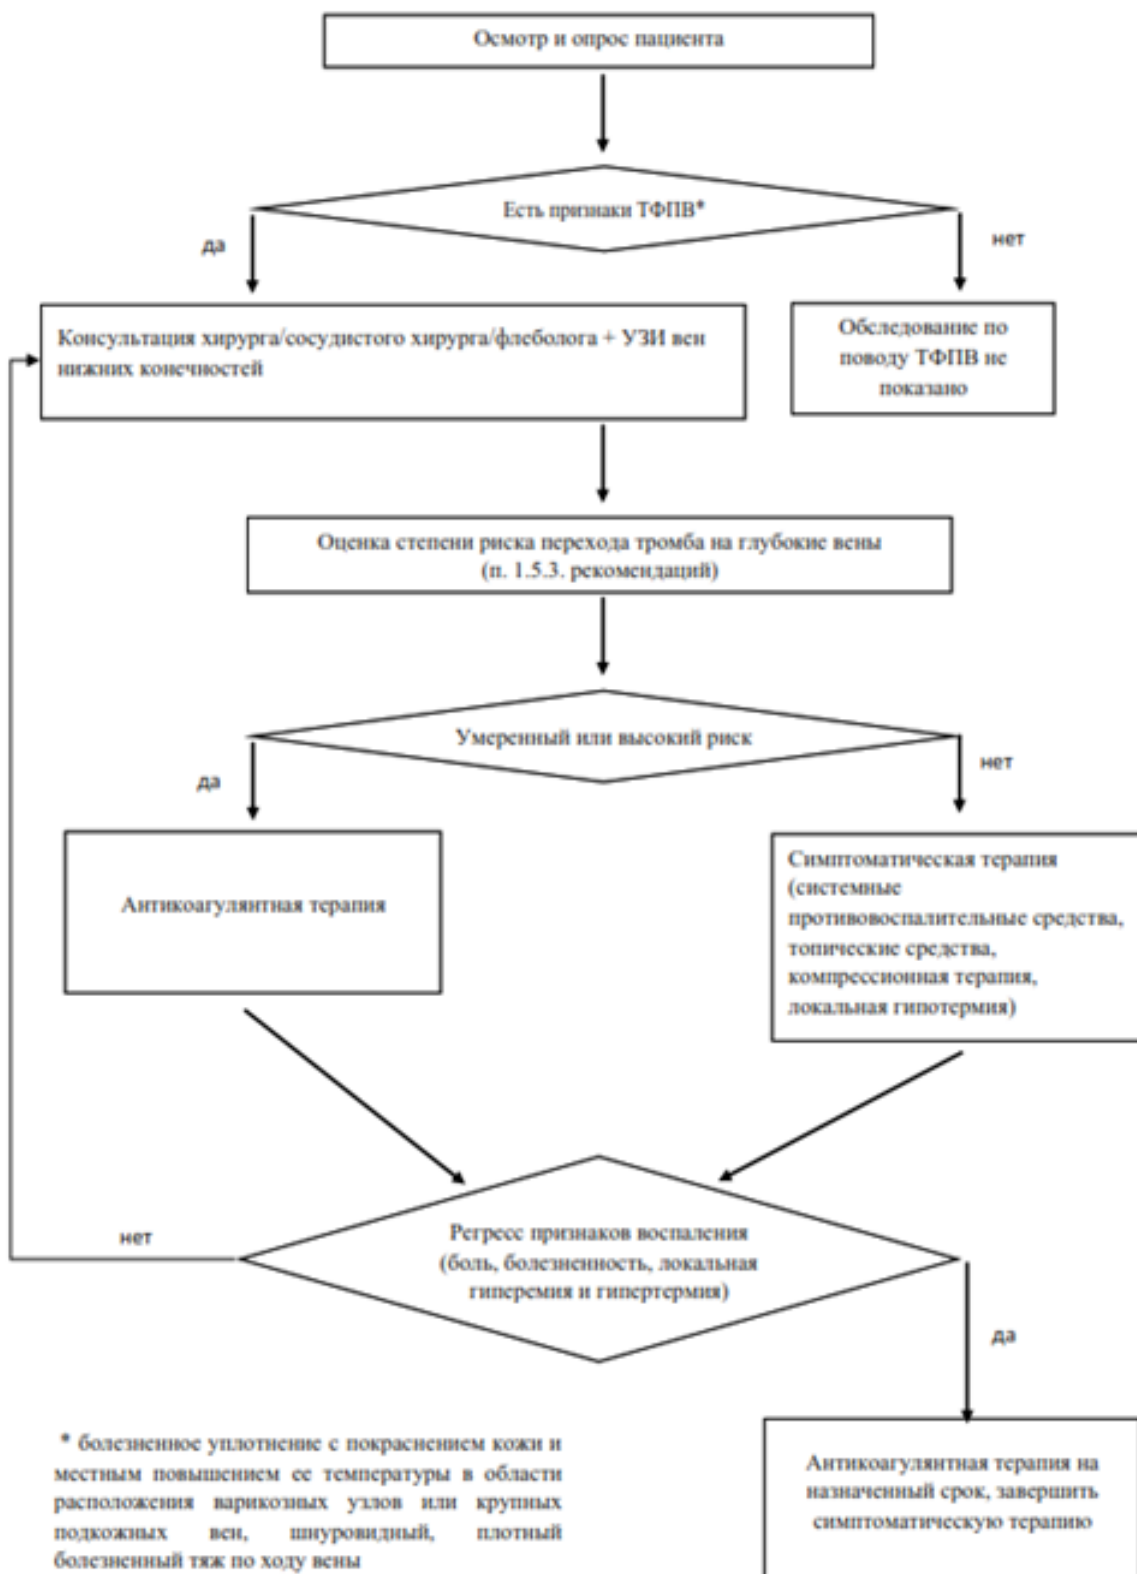 Осмотр и опрос пациента
Есть признаки ТФПВ*
да
нет
Консультация хирурга/сосудистого хирурга/флеболога + УЗИ вен
нижних конечностей
Обследование по
поводу ТФПВ не
показано
Оценка степени риска перехода тромба на глубокие вены
(п. 1.5.3. рекомендаций)
Умеренный или высокий риск
да
нет
Антикоагулянтная терапия
Симптоматическая терапия
(системные
противовоспалительные средства,
топические средства,
компрессионная терапия,
локальная гипотермия)
Регресс признаков воспаления
(боль, болезненность, локальная
гиперемия и гипертермия)
нет
да
* болезненное уплотнение с покраснением кожи и
местным повышением ее температуры в области
расположения варикозных узлов или крупных
подкожных вен, шнуровидный, плотный
болезненный тяж по ходу вены
Антикоагулянтная терапия на
назначенный срок, завершить
симптоматическую терапию